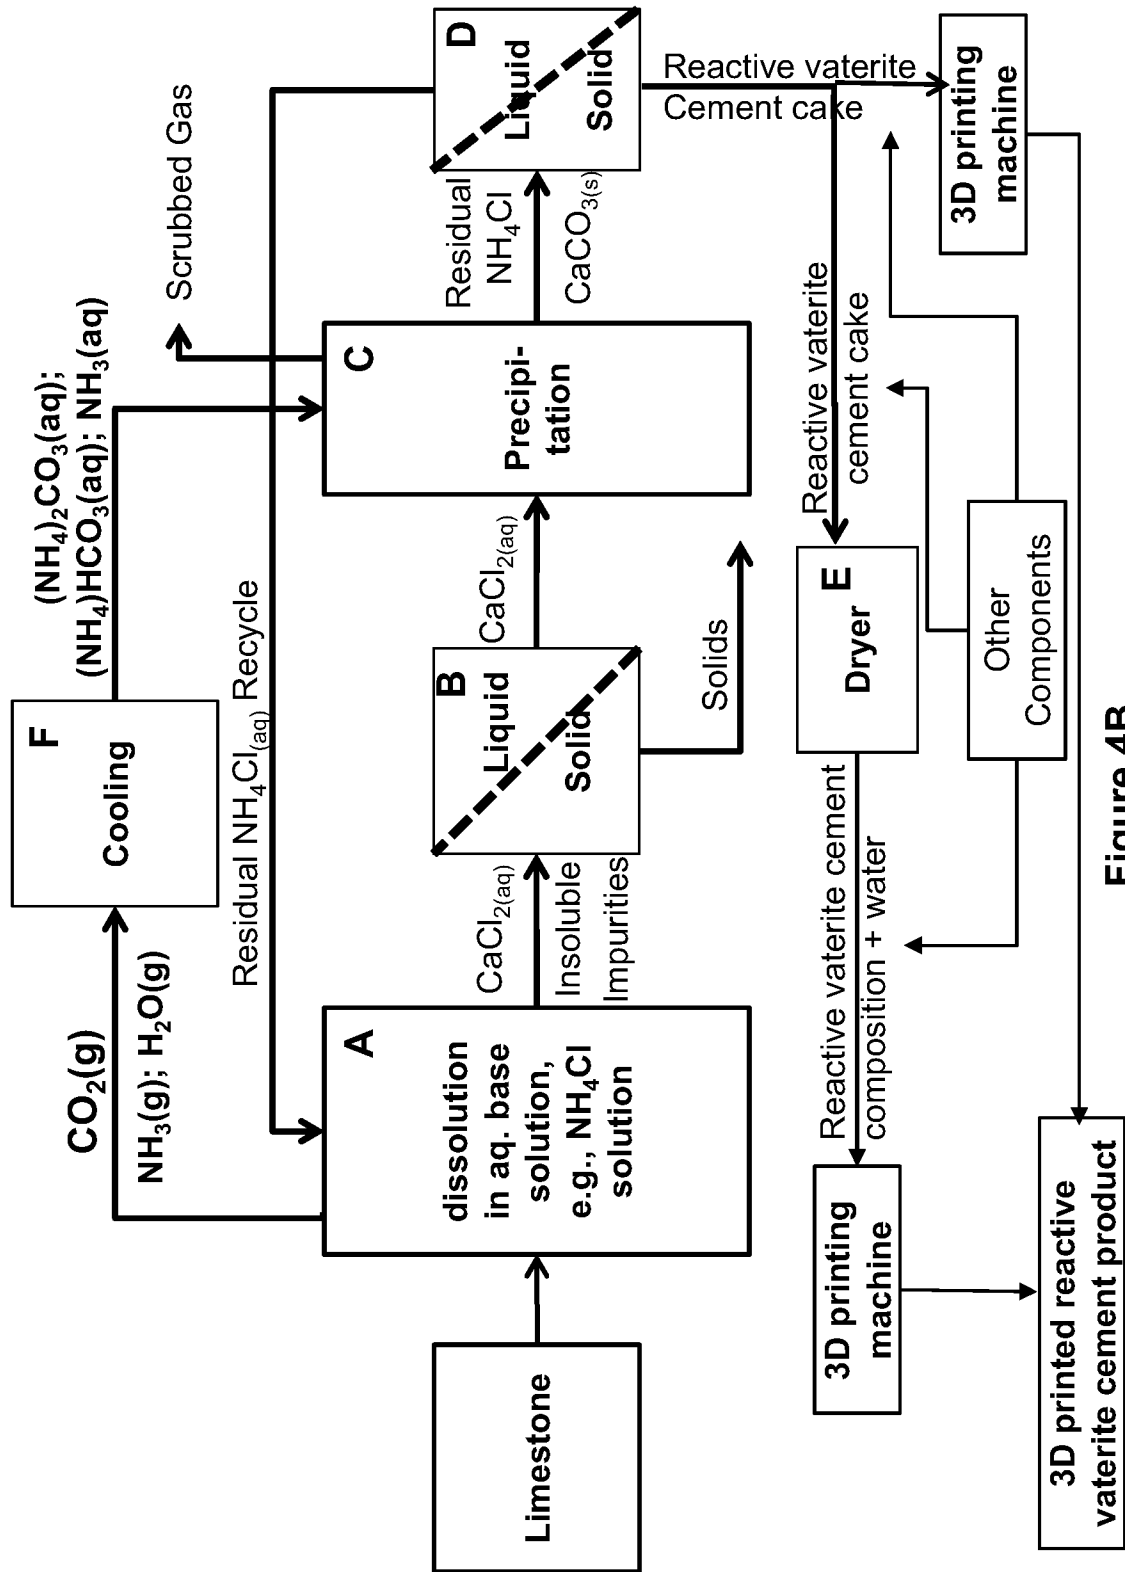 CO2(g)
NH3(g); H2O(g)
F
Cooling
(NH4)2CO3(aq);
(NH4)HCO3(aq); NH3(aq)
Scrubbed Gas
Residual NH4Cl(aq) Recycle
Limestone
A
dissolution
in aq. base
solution,
e.g., NH4Cl
solution
CaCl2(aq)
Insoluble
Impurities
B
Liquid
Solid
Solids
CaCl2(aq)
C
Precipi-
tation
Residual
NH4Cl
CaCO3(s)
D
Liquid
Solid
Reactive vaterite
Cement cake
3D printing
machine
Reactive vaterite
cement cake
E
Dryer
Other
Components
Reactive vaterite cement
composition + water
3D printing
machine
3D printed reactive
vaterite cement product
Figure 4B